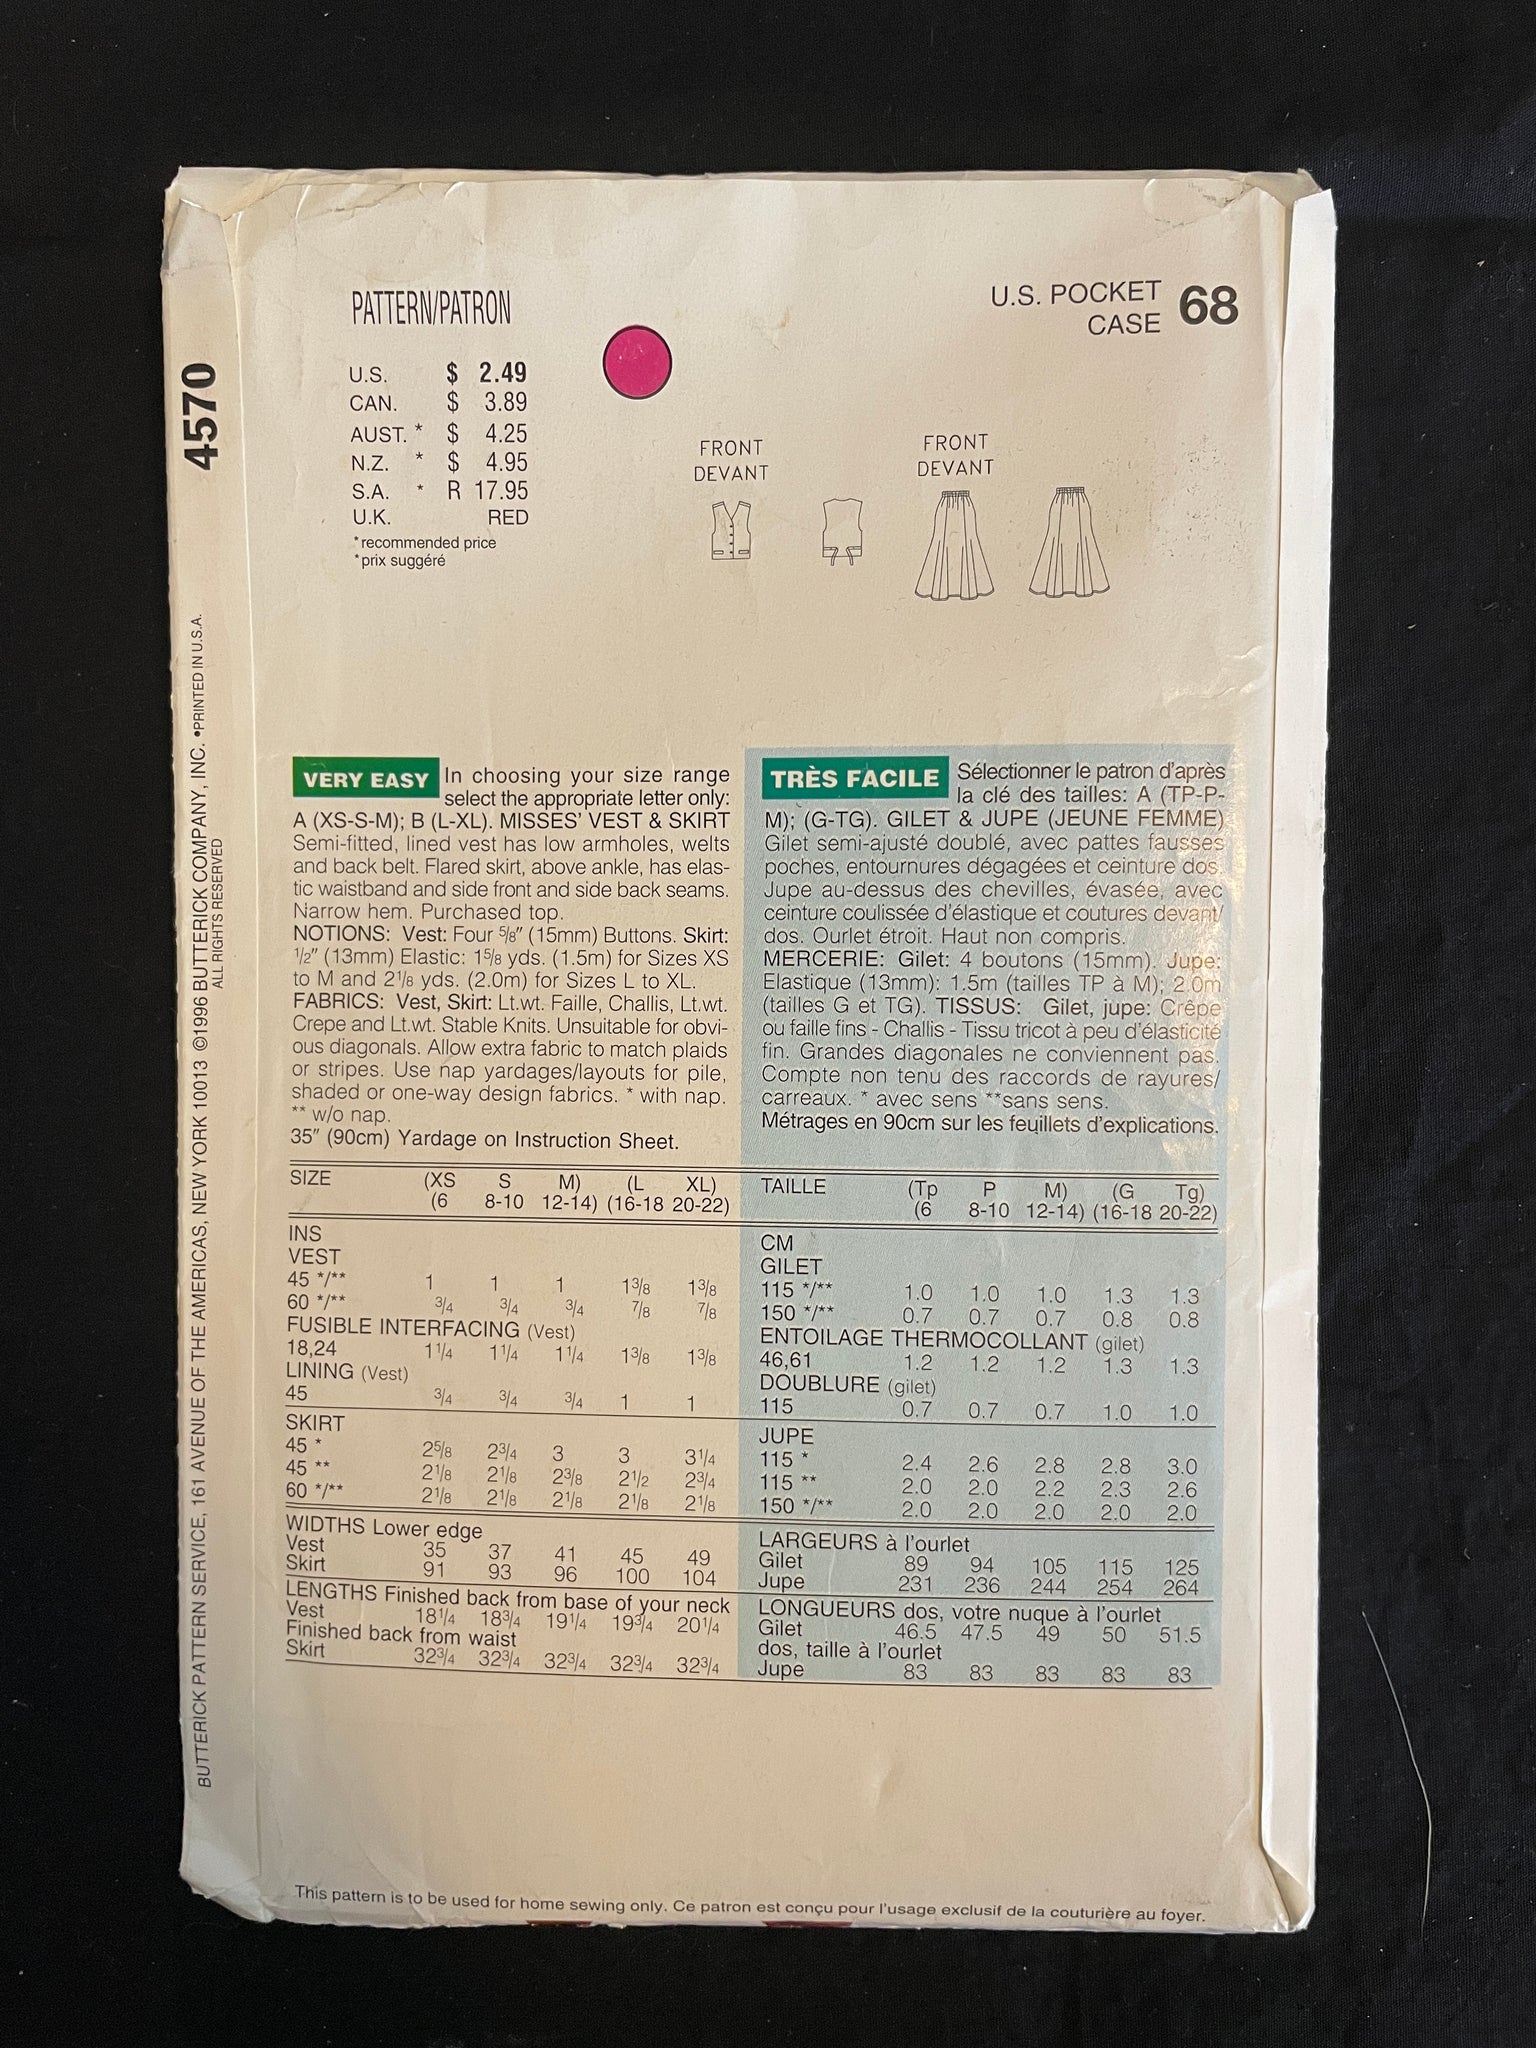 PATTERN/PATRON
U.S. $ 2.49
CAN. $ 3.89
AUST. * $ 4.25
N.Z. * $ 4.95
S.A. * R 17.95
U.K. RED
*recommended price
*prix suggéré
U.S. POCKET
CASE 68
FRONT
DEVANT
FRONT
DEVANT
4570
BUTTERICK PATTERN SERVICE, 161 AVENUE OF THE AMERICAS, NEW YORK 10013 ©1996 BUTTERICK COMPANY, INC. •PRINTED IN U.S.A.
ALL RIGHTS RESERVED
VERY EASY In choosing your size range
select the appropriate letter only:
A (XS-S-M); B (L-XL). MISSES' VEST & SKIRT
Semi-fitted, lined vest has low armholes, welts
and back belt. Flared skirt, above ankle, has elas-
tic waistband and side front and side back seams.
Narrow hem. Purchased top.
NOTIONS: Vest: Four 5/8" (15mm) Buttons. Skirt:
1/2" (13mm) Elastic: 1 5/8 yds. (1.5m) for Sizes XS
to M and 2 1/8 yds. (2.0m) for Sizes L to XL.
FABRICS: Vest, Skirt: Lt.wt. Faille, Challis, Lt.wt.
Crepe and Lt.wt. Stable Knits. Unsuitable for obvi-
ous diagonals. Allow extra fabric to match plaids
or stripes. Use nap yardages/layouts for pile,
shaded or one-way design fabrics. * with nap.
** w/o nap.
35" (90cm) Yardage on Instruction Sheet.
SIZE (XS S M) (L XL)
(6 8-10 12-14) (16-18 20-22)
INS
VEST
45 */** 1 1 1 1 3/8 1 3/8
60 */** 3/4 3/4 3/4 7/8 7/8
FUSIBLE INTERFACING (Vest)
18,24 1 1/4 1 1/4 1 1/4 1 3/8 1 3/8
LINING (Vest)
45 3/4 3/4 3/4 1 1
SKIRT
45 * 2 5/8 2 3/4 3 3 3 1/4
45 ** 2 1/8 2 1/8 2 3/8 2 1/2 2 3/4
60 */** 2 1/8 2 1/8 2 1/8 2 1/8 2 1/8
WIDTHS Lower edge
Vest 35 37 41 45 49
Skirt 91 93 96 100 104
LENGTHS Finished back from base of your neck
Vest 18 1/4 18 3/4 19 1/4 19 3/4 20 1/4
Finished back from waist
Skirt 32 3/4 32 3/4 32 3/4 32 3/4 32 3/4
TRÈS FACILE Sélectionner le patron d'après
la clé des tailles: A (TP-P-
M); (G-TG). GILET & JUPE (JEUNE FEMME)
Gilet semi-ajusté doublé, avec pattes fausses
poches, entournures dégagées et ceinture dos.
Jupe au-dessus des chevilles, évasée, avec
ceinture coulissée d'élastique et coutures devant/
dos. Ourlet étroit. Haut non compris.
MERCERIE: Gilet: 4 boutons (15mm). Jupe:
Elastique (13mm): 1.5m (tailles TP à M); 2.0m
(tailles G et TG). TISSUS: Gilet, jupe: Crêpe
ou faille fins - Challis - Tissu tricot à peu d'élasticité
fin. Grandes diagonales ne conviennent pas.
Compte non tenu des raccords de rayures/
carreaux. * avec sens **sans sens.
Métrages en 90cm sur les feuillets d'explications.
TAILLE (Tp P M) (G Tg)
(6 8-10 12-14) (16-18 20-22)
CM
GILET
115 */** 1.0 1.0 1.0 1.3 1.3
150 */** 0.7 0.7 0.7 0.8 0.8
ENTOILAGE THERMOCOLLANT (gilet)
46,61 1.2 1.2 1.2 1.3 1.3
DOUBLURE (gilet)
115 0.7 0.7 0.7 1.0 1.0
JUPE
115 * 2.4 2.6 2.8 2.8 3.0
115 ** 2.0 2.0 2.2 2.3 2.6
150 */** 2.0 2.0 2.0 2.0 2.0
LARGEURS à l'ourlet
Gilet 89 94 105 115 125
Jupe 231 236 244 254 264
LONGUEURS dos, votre nuque à l'ourlet
Gilet 46.5 47.5 49 50 51.5
dos, taille à l'ourlet
Jupe 83 83 83 83 83
This pattern is to be used for home sewing only. Ce patron est conçu pour l'usage exclusif de la couturière au foyer.